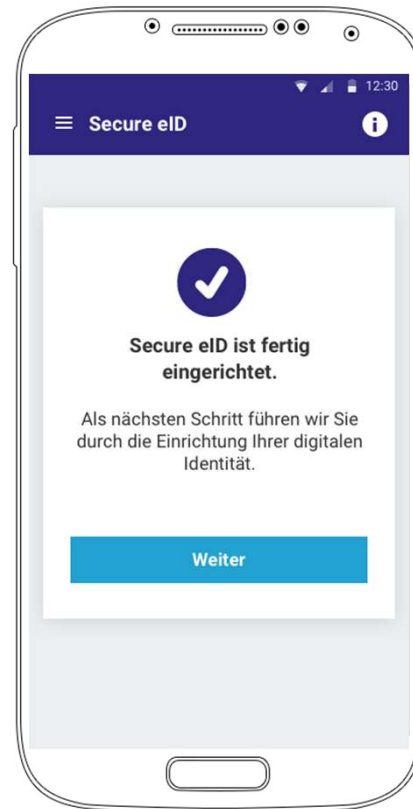 12:30
Secure eID
Secure eID ist fertig
eingerichtet.
Als nächsten Schritt führen wir Sie
durch die Einrichtung Ihrer digitalen
Identität.
Weiter